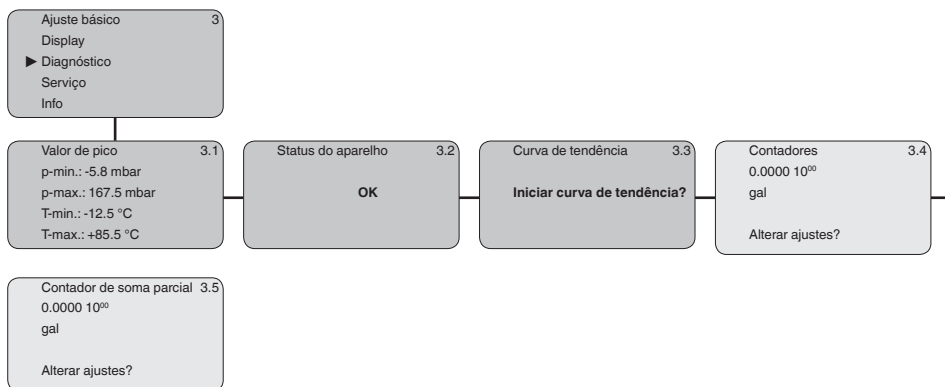 Ajuste básico 3
Display
▶ Diagnóstico
Serviço
Info
Valor de pico 3.1
p-min.: -5.8 mbar
p-max.: 167.5 mbar
T-min.: -12.5 °C
T-max.: +85.5 °C
Status do aparelho 3.2
OK
Curva de tendência 3.3
Iniciar curva de tendência?
Contadores 3.4
0.0000 10⁰⁰
gal
Alterar ajustes?
Contador de soma parcial 3.5
0.0000 10⁰⁰
gal
Alterar ajustes?